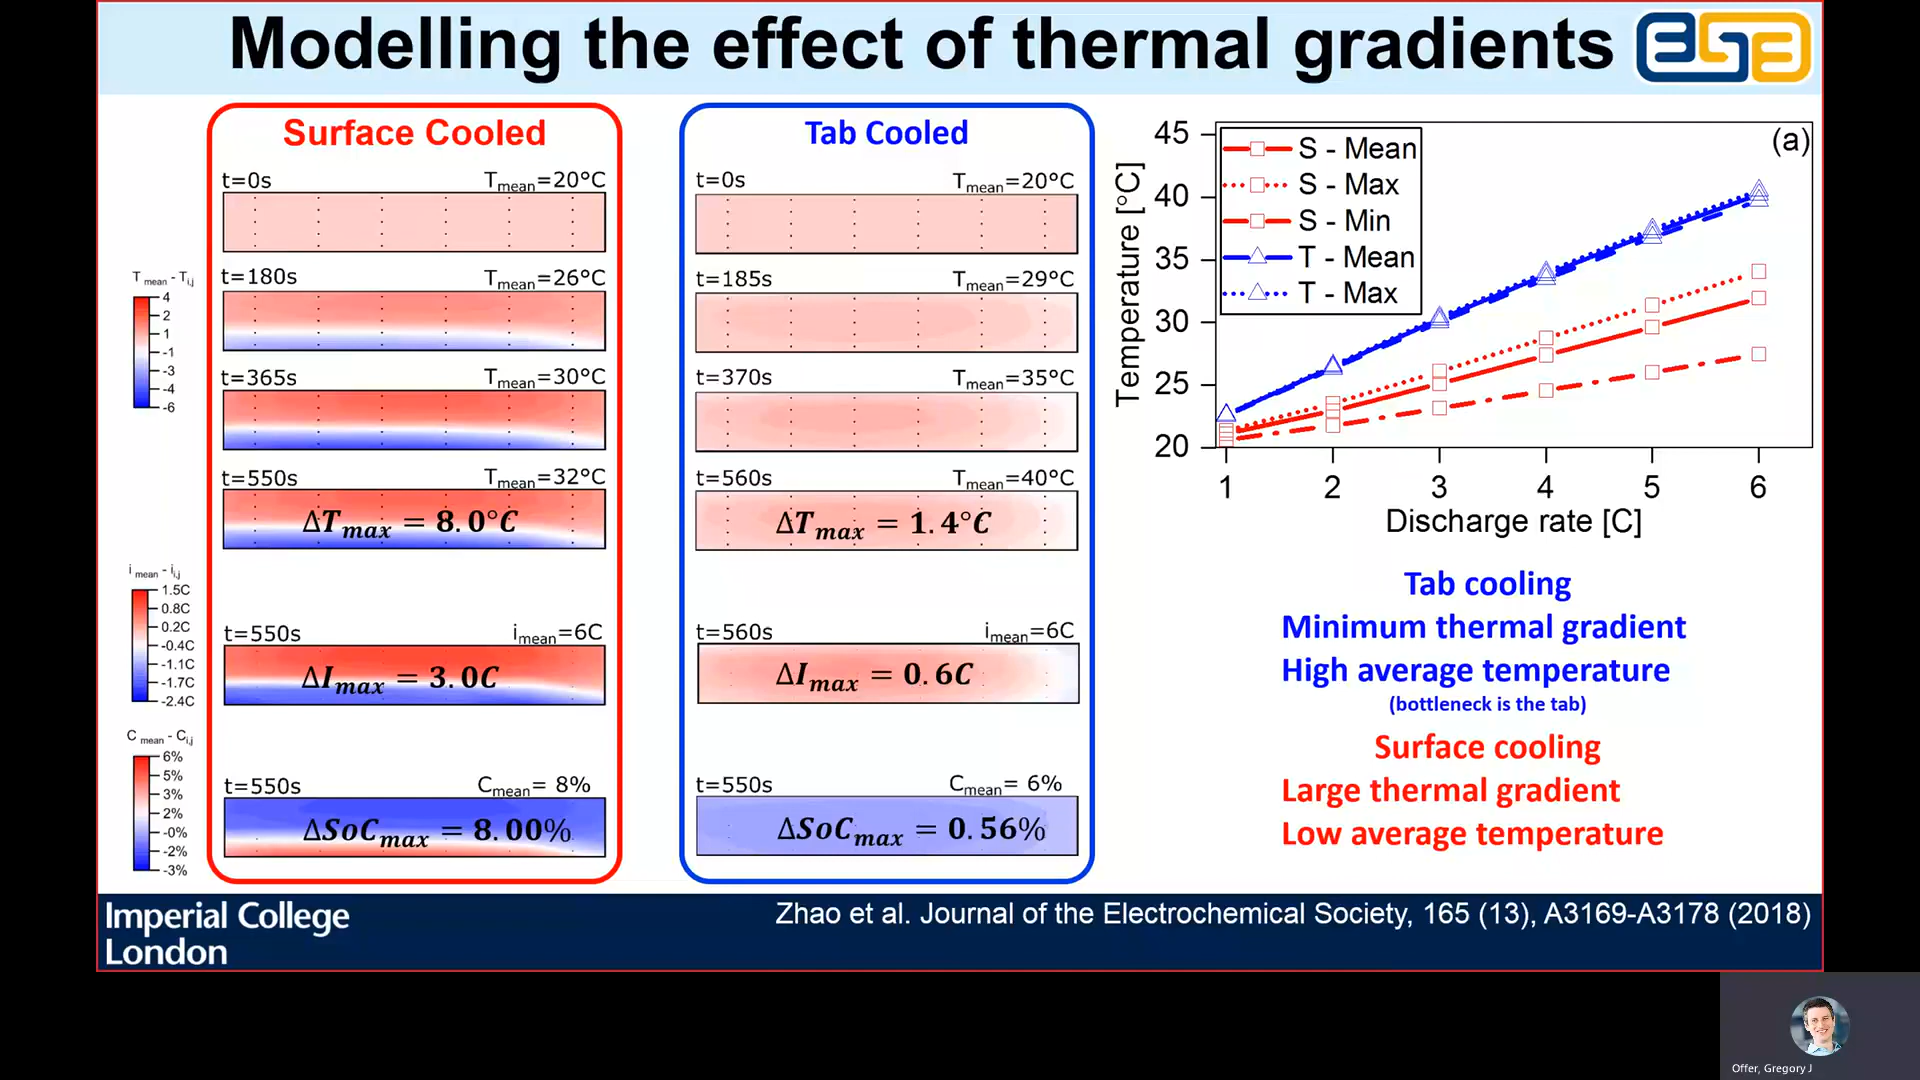 Modelling the effect of thermal gradients
Surface Cooled
t=0s Tmean=20°C
t=180s Tmean=26°C
t=365s Tmean=30°C
t=550s Tmean=32°C
ΔTmax = 8.0°C
t=550s imean=6C
ΔImax = 3.0C
t=550s Cmean= 8%
ΔSoCmax = 8.00%
T mean - Ti,j
4
2
1
-1
-3
-4
-6
i mean - ii,j
1.5C
0.8C
0.2C
-0.4C
-1.1C
-1.7C
-2.4C
C mean - Ci,j
6%
5%
3%
2%
-0%
-2%
-3%
Tab Cooled
t=0s Tmean=20°C
t=185s Tmean=29°C
t=370s Tmean=35°C
t=560s Tmean=40°C
ΔTmax = 1.4°C
t=560s imean=6C
ΔImax = 0.6C
t=550s Cmean= 6%
ΔSoCmax = 0.56%
(a)
S - Mean
S - Max
S - Min
T - Mean
T - Max
Temperature [°C]
45
40
35
30
25
20
1 2 3 4 5 6
Discharge rate [C]
Tab cooling
Minimum thermal gradient
High average temperature
(bottleneck is the tab)
Surface cooling
Large thermal gradient
Low average temperature
Imperial College
London
Zhao et al. Journal of the Electrochemical Society, 165 (13), A3169-A3178 (2018)
Offer, Gregory J